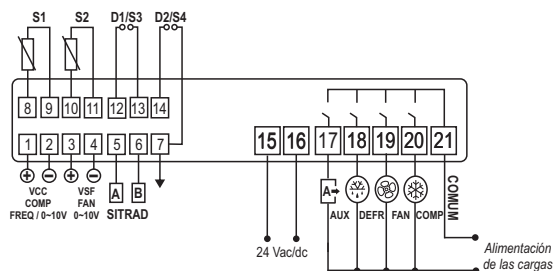 S1 S2 D1/S3 D2/S4
8 9 10 11 12 13 14
1 2 3 4 5 6 7
15 16 17 18 19 20 21
VCC
COMP
FREQ / 0~10V
VSF
FAN
0~10V
A B
SITRAD
A
AUX DEFR FAN COMP
COMUM
24 Vac/dc
Alimentación
de las cargas